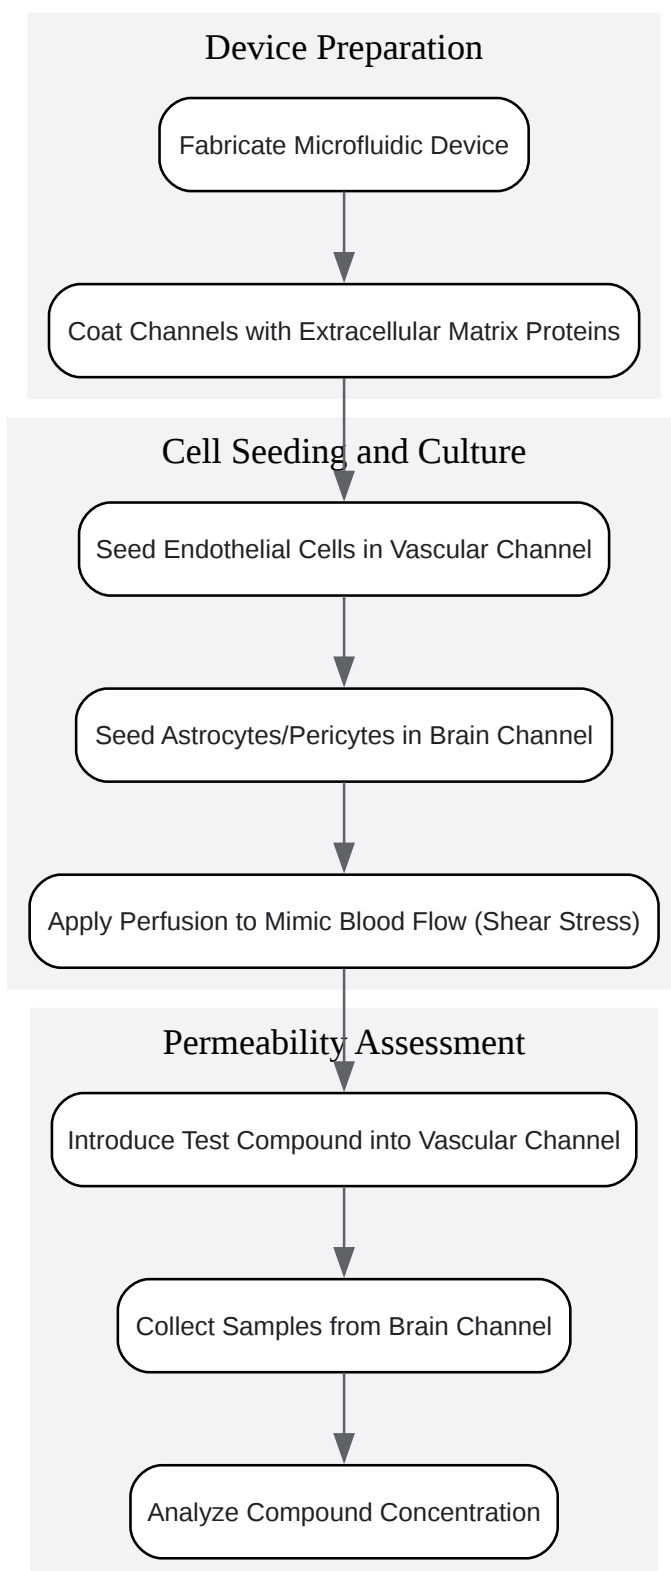 Device Preparation
Fabricate Microfluidic Device
Coat Channels with Extracellular Matrix Proteins
Cell Seeding and Culture
Seed Endothelial Cells in Vascular Channel
Seed Astrocytes/Pericytes in Brain Channel
Apply Perfusion to Mimic Blood Flow (Shear Stress)
Permeability Assessment
Introduce Test Compound into Vascular Channel
Collect Samples from Brain Channel
Analyze Compound Concentration